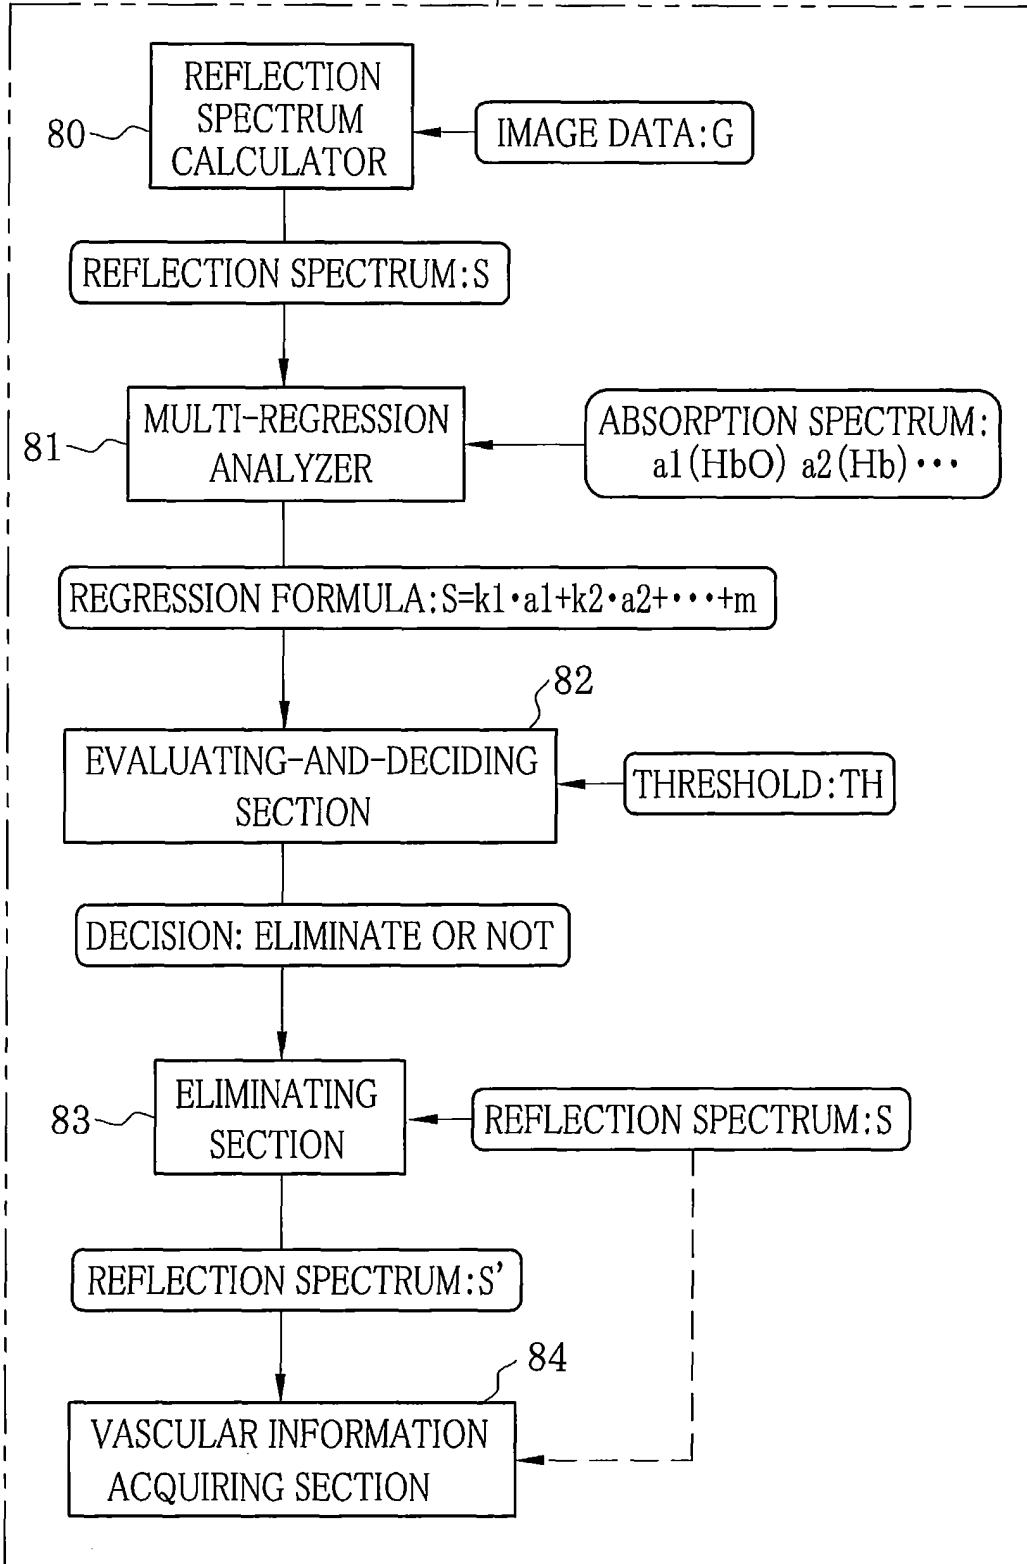 REFLECTION
SPECTRUM
CALCULATOR
80
IMAGE DATA:G
REFLECTION SPECTRUM:S
MULTI-REGRESSION
ANALYZER
81
ABSORPTION SPECTRUM:
a1(HbO) a2(Hb)···
REGRESSION FORMULA:S=k1·a1+k2·a2+···+m
82
EVALUATING-AND-DECIDING
SECTION
THRESHOLD:TH
DECISION: ELIMINATE OR NOT
ELIMINATING
SECTION
83
REFLECTION SPECTRUM:S
REFLECTION SPECTRUM:S'
84
VASCULAR INFORMATION
ACQUIRING SECTION